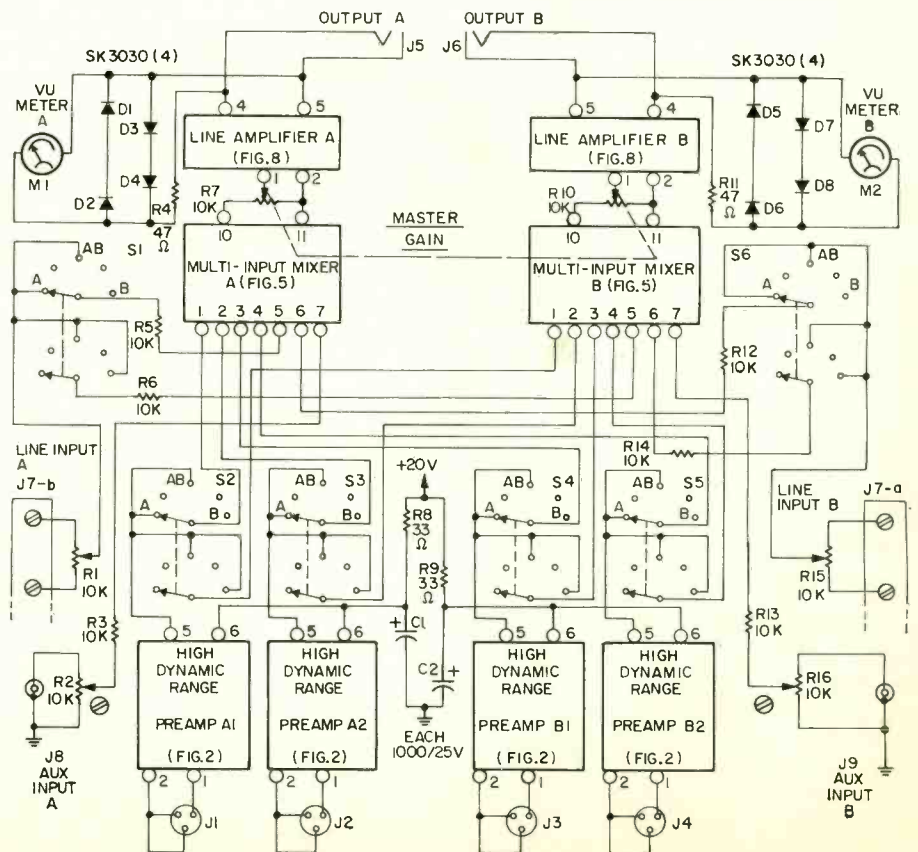 OUTPUT A OUTPUT B
J5 J6
SK3030 (4) SK3030 (4)
VU METER A
D1 D3 D2 D4
M1
4 5
LINE AMPLIFIER A
(FIG.8)
1 2
R4 47 Ω
R7 10K
10 11
MULTI-INPUT MIXER
A (FIG.5)
1 2 3 4 5 6 7
MASTER
GAIN
5 4
LINE AMPLIFIER B
(FIG.8)
1 2
R10 10K
10 11
MULTI-INPUT MIXER
B (FIG.5)
1 2 3 4 5 6 7
R11 47 Ω
D5 D7 D6 D8
VU METER B
M2
S1 AB A B
R5 10K
R6 10K
S6 AB A B
R12 10K
R14 10K
LINE INPUT A
J7-b
R1 10K
R3 10K
R2 10K
J8
AUX
INPUT
A
AB S2 A B
AB S3 A B
+20V
R8 33 Ω
R9 33 Ω
+ C1
C2 +
EACH
1000/25V
AB S4 A B
AB S5 A B
LINE INPUT B
J7-a
R15 10K
R13 10K
R16 10K
J9
AUX
INPUT
B
5 6
HIGH
DYNAMIC
RANGE
PREAMP A1
(FIG.2)
2 1
J1
5 6
HIGH
DYNAMIC
RANGE
PREAMP A2
(FIG.2)
2 1
J2
5 6
HIGH
DYNAMIC
RANGE
PREAMP B1
(FIG.2)
2 1
J3
5 6
HIGH
DYNAMIC
RANGE
PREAMP B2
(FIG.2)
2 1
J4